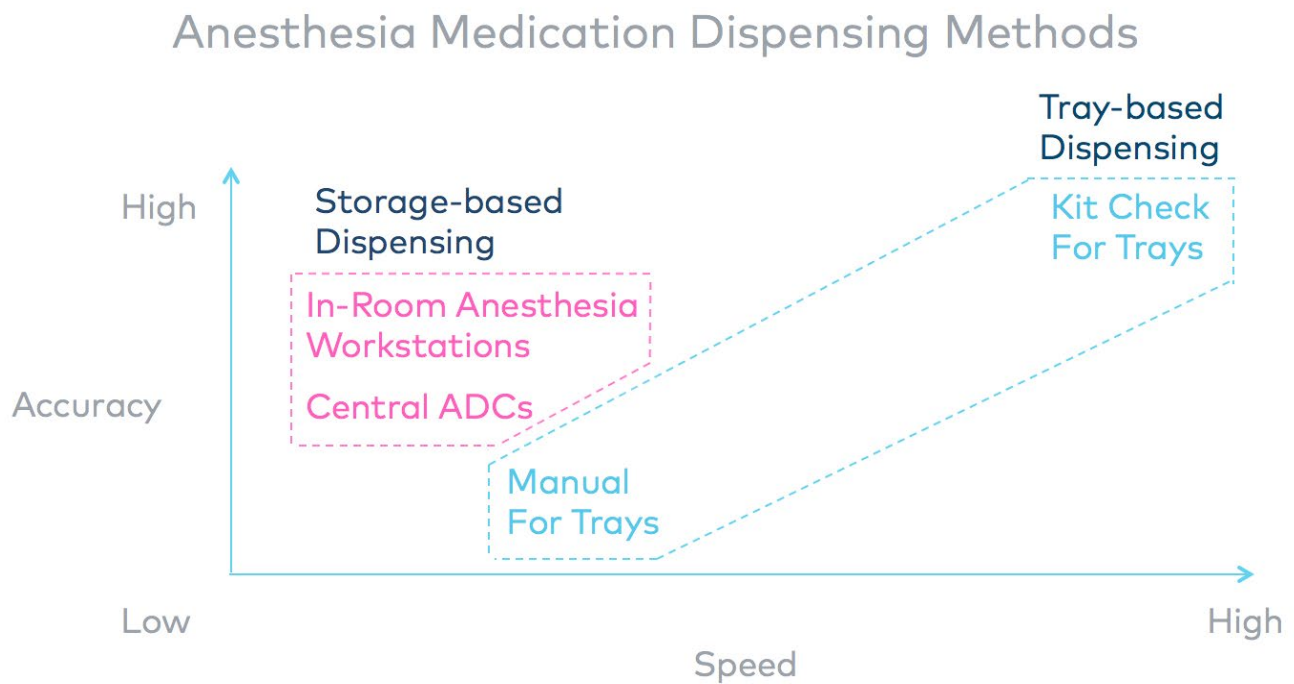 Anesthesia Medication Dispensing Methods
Tray-based
Dispensing
High
Storage-based
Dispensing
Kit Check
For Trays
In-Room Anesthesia
Workstations
Accuracy
Central ADCs
Manual
For Trays
Low
High
Speed